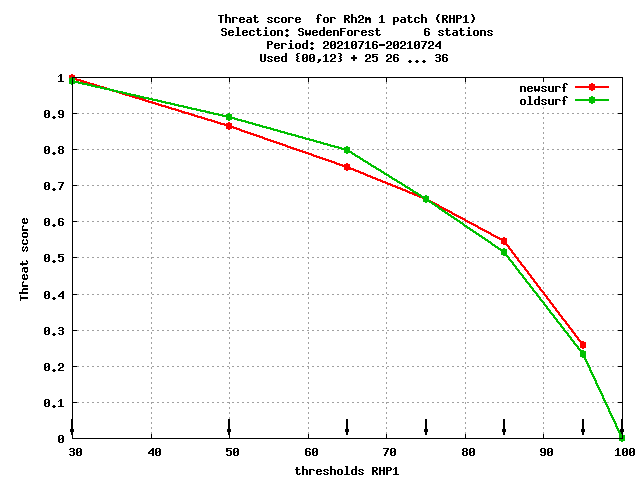 Threat score  for Rh2m 1 patch (RHP1)
Selection: SwedenForest      6 stations
Period: 20210716-20210724
Used {00,12} + 25 26 ... 36
newsurf
oldsurf
1
0.9
0.8
0.7
0.6
0.5
0.4
0.3
0.2
0.1
0
Threat score
30 40 50 60 70 80 90 100
thresholds RHP1